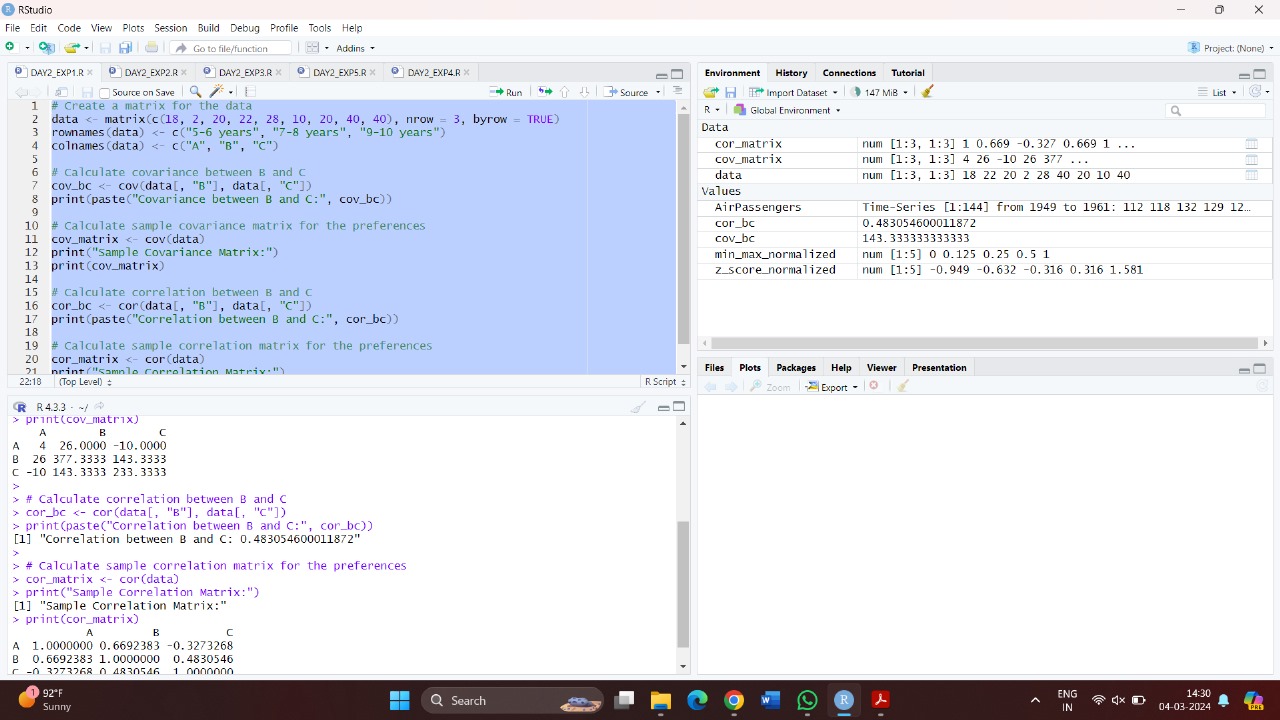 RStudio
File Edit Code View Plots Session Build Debug Profile Tools Help
Go to file/function Addins Project: (None)
DAY2_EXP1.R DAY2_EXP2.R DAY2_EXP3.R DAY2_EXP5.R DAY2_EXP4.R
Source on Save Run Source
1 # Create a matrix for the data
2 data <- matrix(c(18, 2, 20, 22, 28, 10, 20, 40, 40), nrow = 3, byrow = TRUE)
3 rownames(data) <- c("5-6 years", "7-8 years", "9-10 years")
4 colnames(data) <- c("A", "B", "C")
5
6 # Calculate covariance between B and C
7 cov_bc <- cov(data[, "B"], data[, "C"])
8 print(paste("Covariance between B and C:", cov_bc))
9
10 # Calculate sample covariance matrix for the preferences
11 cov_matrix <- cov(data)
12 print("Sample Covariance Matrix:")
13 print(cov_matrix)
14
15 # Calculate correlation between B and C
16 cor_bc <- cor(data[, "B"], data[, "C"])
17 print(paste("Correlation between B and C:", cor_bc))
18
19 # Calculate sample correlation matrix for the preferences
20 cor_matrix <- cor(data)
21 print("Sample Correlation Matrix:")
22:18 (Top Level) R Script
R 4.3.3 · ~/
> print(cov_matrix)
A B C
A 4 26.0000 -10.0000
B 26 377.3333 143.3333
C -10 143.3333 233.3333
>
> # Calculate correlation between B and C
> cor_bc <- cor(data[, "B"], data[, "C"])
> print(paste("Correlation between B and C:", cor_bc))
[1] "Correlation between B and C: 0.483054600011872"
>
> # Calculate sample correlation matrix for the preferences
> cor_matrix <- cor(data)
> print("Sample Correlation Matrix:")
[1] "Sample Correlation Matrix:"
> print(cor_matrix)
A B C
A 1.0000000 0.6692383 -0.3273268
B 0.6692383 1.0000000 0.4830546
C -0.3273268 0.4830546 1.0000000
Environment History Connections Tutorial
Import Dataset 147 MiB List
R Global Environment
Data
cor_matrix num [1:3, 1:3] 1 0.669 -0.327 0.669 1 ...
cov_matrix num [1:3, 1:3] 4 26 -10 26 377 ...
data num [1:3, 1:3] 18 22 20 2 28 40 20 10 40
Values
AirPassengers Time-Series [1:144] from 1949 to 1961: 112 118 132 129 12...
cor_bc 0.483054600011872
cov_bc 143.333333333333
min_max_normalized num [1:5] 0 0.125 0.25 0.5 1
z_score_normalized num [1:5] -0.949 -0.632 -0.316 0.316 1.581
Files Plots Packages Help Viewer Presentation
Zoom Export
1 92°F
Sunny
Search
ENG
IN
14:30
04-03-2024
PRE